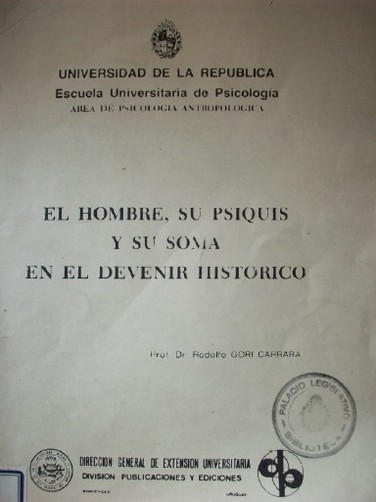 UNIVERSIDAD DE LA REPUBLICA
Escuela Universitaria de Psicología
AREA DE PSICOLOGIA ANTROPOLOGICA
EL HOMBRE, SU PSIQUIS
Y SU SOMA
EN EL DEVENIR HISTORICO
Prof. Dr. Rodolfo GORI CARRARA
PALACIO LEGISLATIVO
BIBLIOTECA
DIRECCION GENERAL DE EXTENSION UNIVERSITARIA
DIVISION PUBLICACIONES Y EDICIONES
MONTEVIDEO URUGUAY